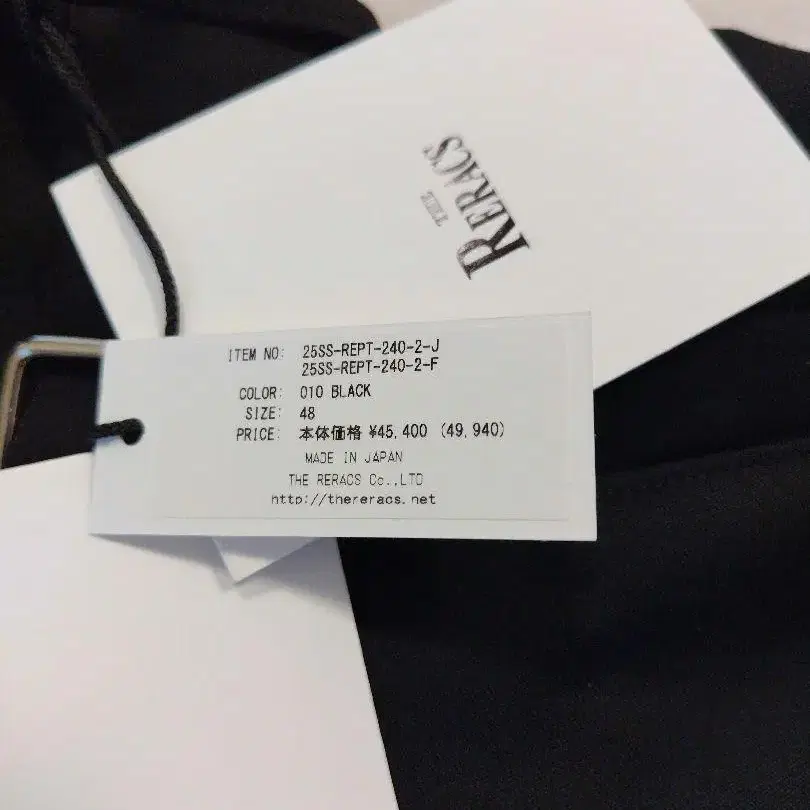 THE
RERACS
ITEM NO: 25SS-REPT-240-2-J
25SS-REPT-240-2-F
COLOR: 010 BLACK
SIZE: 48
PRICE: 本体価格 ¥45,400 (49,940)
MADE IN JAPAN
THE RERACS Co.,LTD
http://thereracs.net